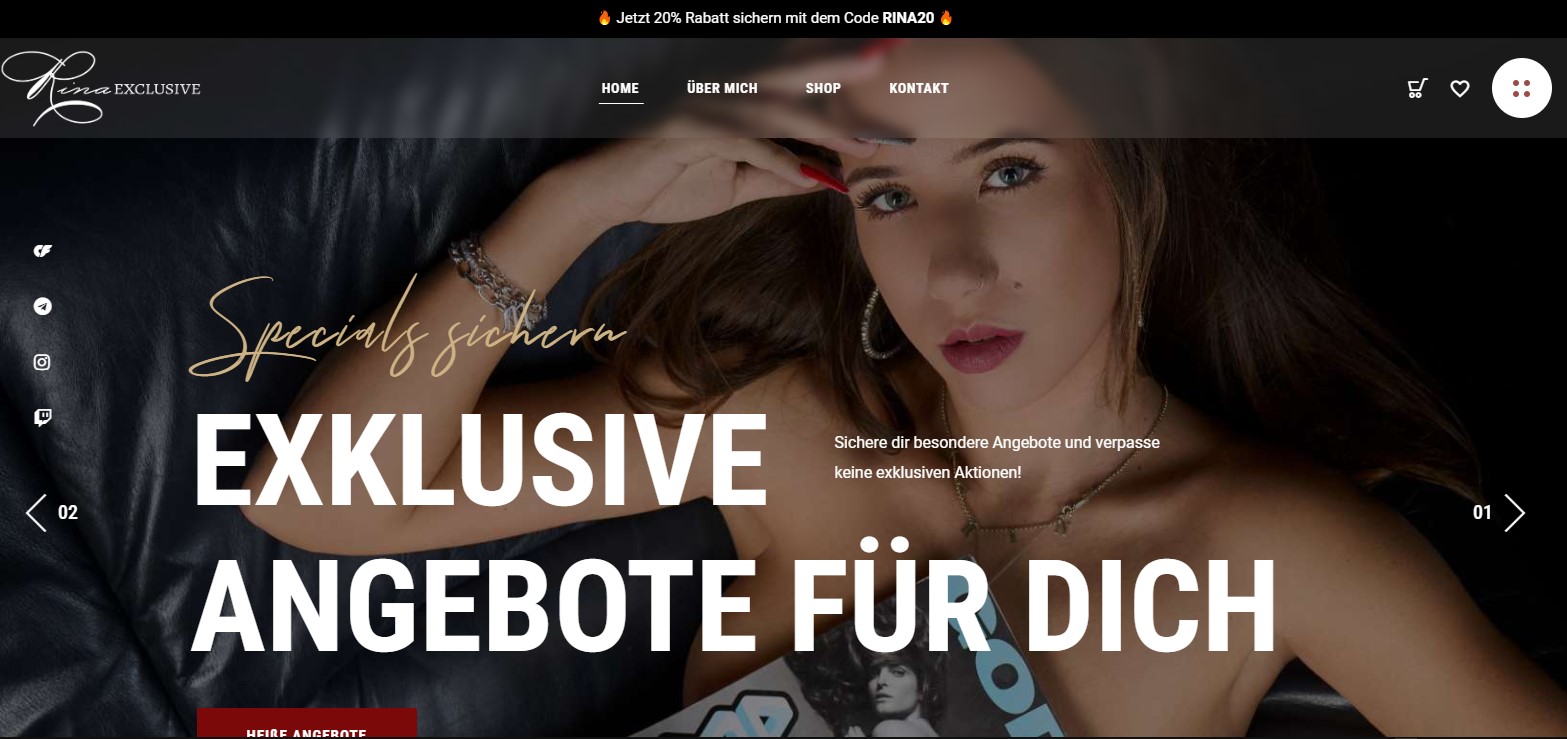 🔥 Jetzt 20% Rabatt sichern mit dem Code RINA20 🔥
Rina EXCLUSIVE
HOME
ÜBER MICH
SHOP
KONTAKT
Specials sichern
EXKLUSIVE
Sichere dir besondere Angebote und verpasse
keine exklusiven Aktionen!
02
01
ANGEBOTE FÜR DICH
HEIßE ANGEBOTE